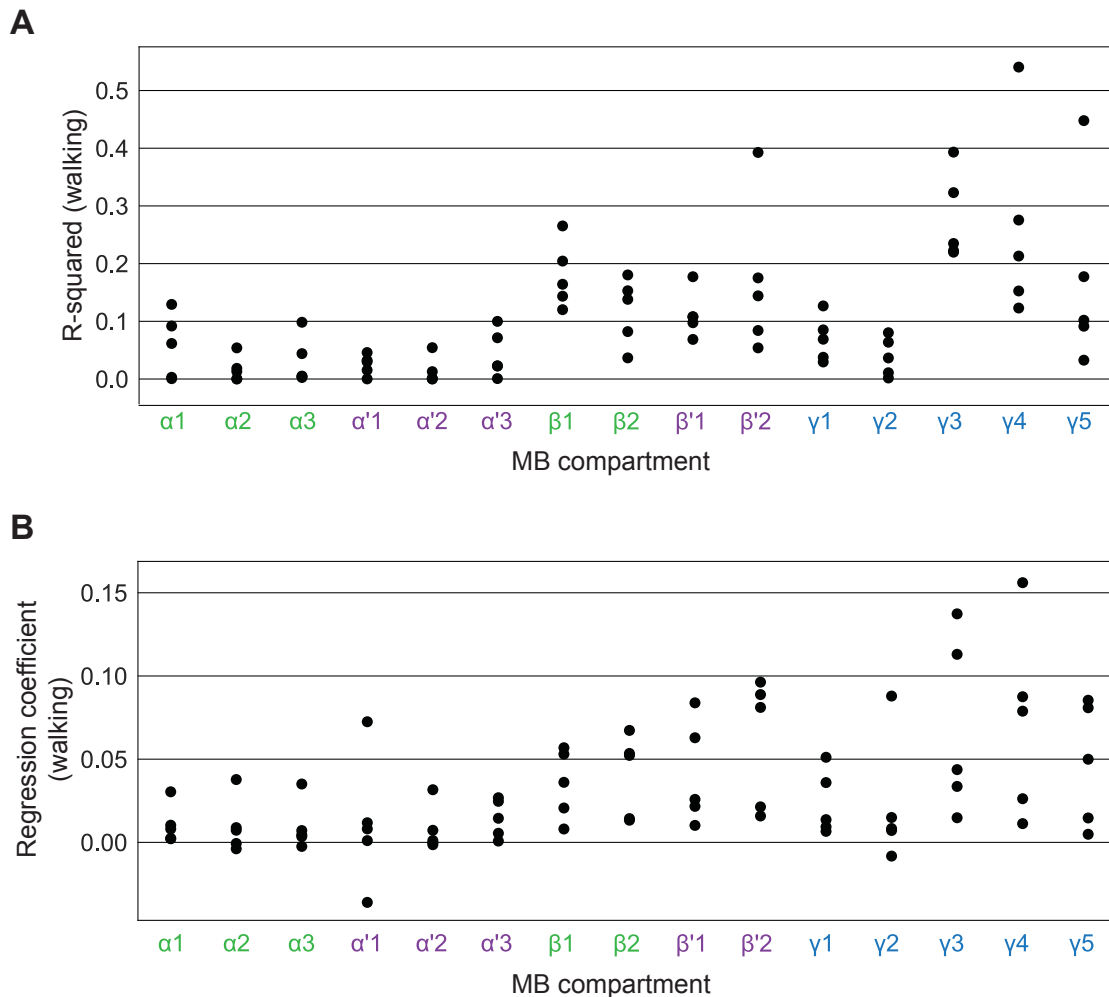 A
R-squared (walking)
0.5
0.4
0.3
0.2
0.1
0.0
α1 α2 α3 α'1 α'2 α'3 β1 β2 β'1 β'2 γ1 γ2 γ3 γ4 γ5
MB compartment
B
Regression coefficient
(walking)
0.15
0.10
0.05
0.00
α1 α2 α3 α'1 α'2 α'3 β1 β2 β'1 β'2 γ1 γ2 γ3 γ4 γ5
MB compartment